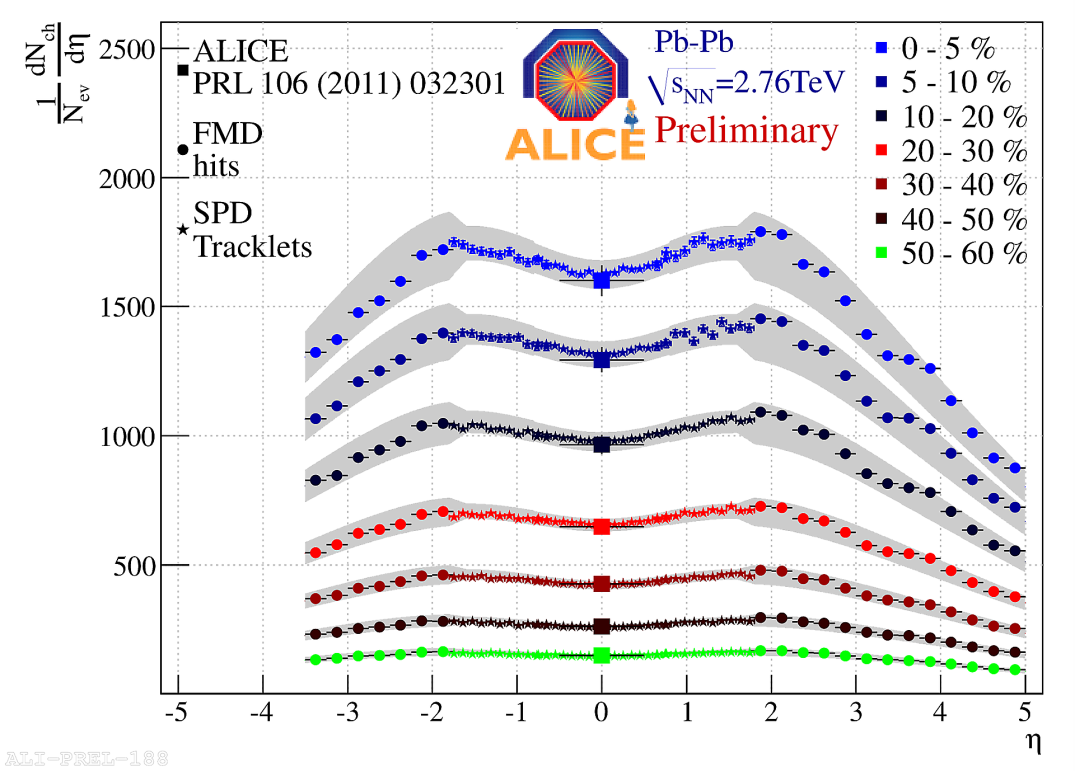 1/N_ev dN_ch/dη
2500
2000
1500
1000
500
ALICE
PRL 106 (2011) 032301
FMD
hits
SPD
Tracklets
ALICE
Pb-Pb
√s_NN=2.76TeV
Preliminary
0 - 5 %
5 - 10 %
10 - 20 %
20 - 30 %
30 - 40 %
40 - 50 %
50 - 60 %
-5 -4 -3 -2 -1 0 1 2 3 4 5
η
ALI-PREL-188